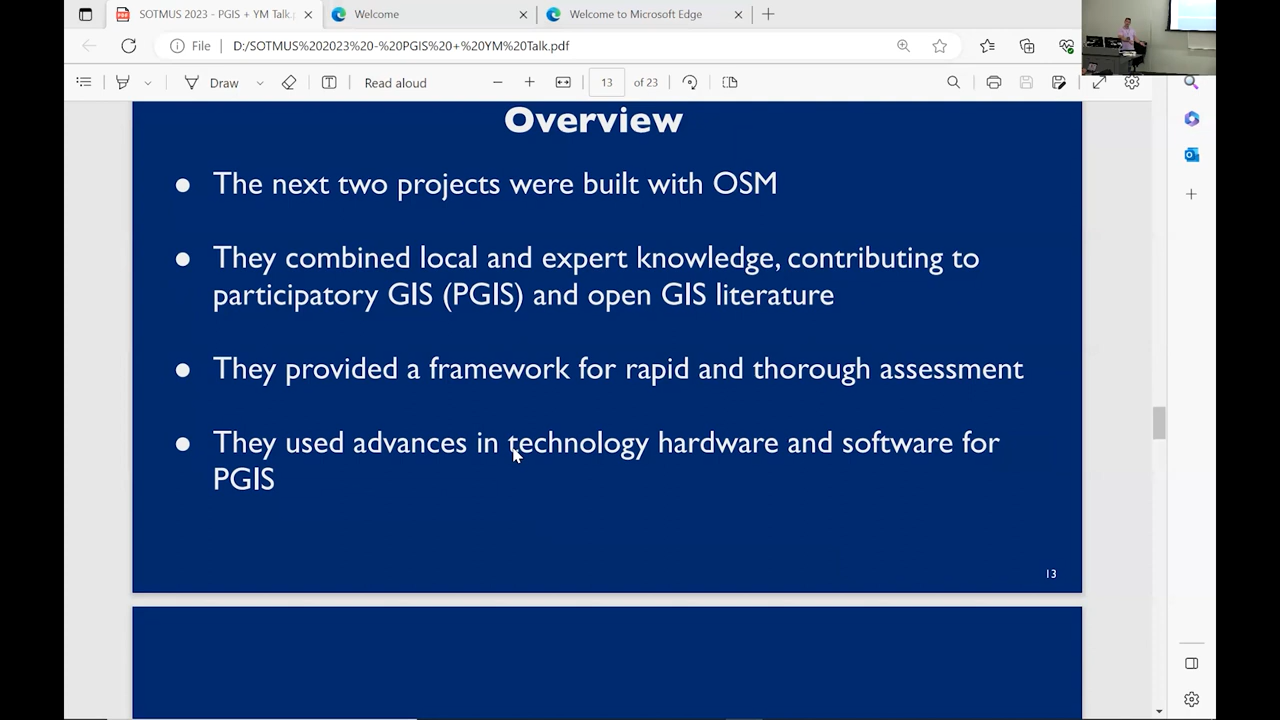 SOTMUS 2023 - PGIS + YM Talk.p
Welcome
Welcome to Microsoft Edge
File
D:/SOTMUS%202023%20-%20PGIS%20+%20YM%20Talk.pdf
Draw
Read aloud
13
of 23
Overview
● The next two projects were built with OSM
● They combined local and expert knowledge, contributing to
participatory GIS (PGIS) and open GIS literature
● They provided a framework for rapid and thorough assessment
● They used advances in technology hardware and software for
PGIS
13